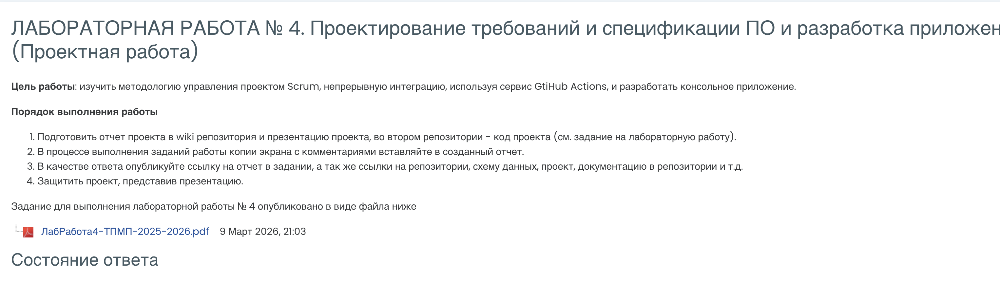 ЛАБОРАТОРНАЯ РАБОТА № 4. Проектирование требований и спецификации ПО и разработка
(Проектная работа)
Цель работы: изучить методологию управления проектом Scrum, непрерывную интеграцию, используя сервис GtiHub Actions, и разработать консольное приложение.
Порядок выполнения работы
1. Подготовить отчет проекта в wiki репозитория и презентацию проекта, во втором репозитории - код проекта (см. задание на лабораторную работу).
2. В процессе выполнения заданий работы копии экрана с комментариями вставляйте в созданный отчет.
3. В качестве ответа опубликуйте ссылку на отчет в задании, а так же ссылки на репозитории, схему данных, проект, документацию в репозитории и т.д.
4. Защитить проект, представив презентацию.
Задание для выполнения лабораторной работы № 4 опубликовано в виде файла ниже
ЛабРабота4-ТПМП-2025-2026.pdf 9 Март 2026, 21:03
Состояние ответа